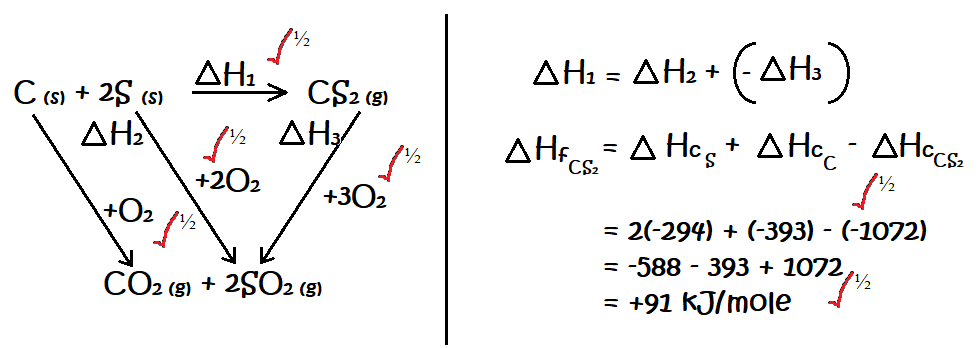 ½
ΔH₁
C (s) + 2S (s) CS₂ (g)
ΔH₂ ΔH₃
½
+2O₂ ½
+3O₂
+O₂ ½
CO₂ (g) + 2SO₂ (g)
ΔH₁ = ΔH₂ + (- ΔH₃)
ΔHf CS₂ = ΔHc S + ΔHc C - ΔHc CS₂
½
= 2(-294) + (-393) - (-1072)
= -588 - 393 + 1072
½
= +91 kJ/mole